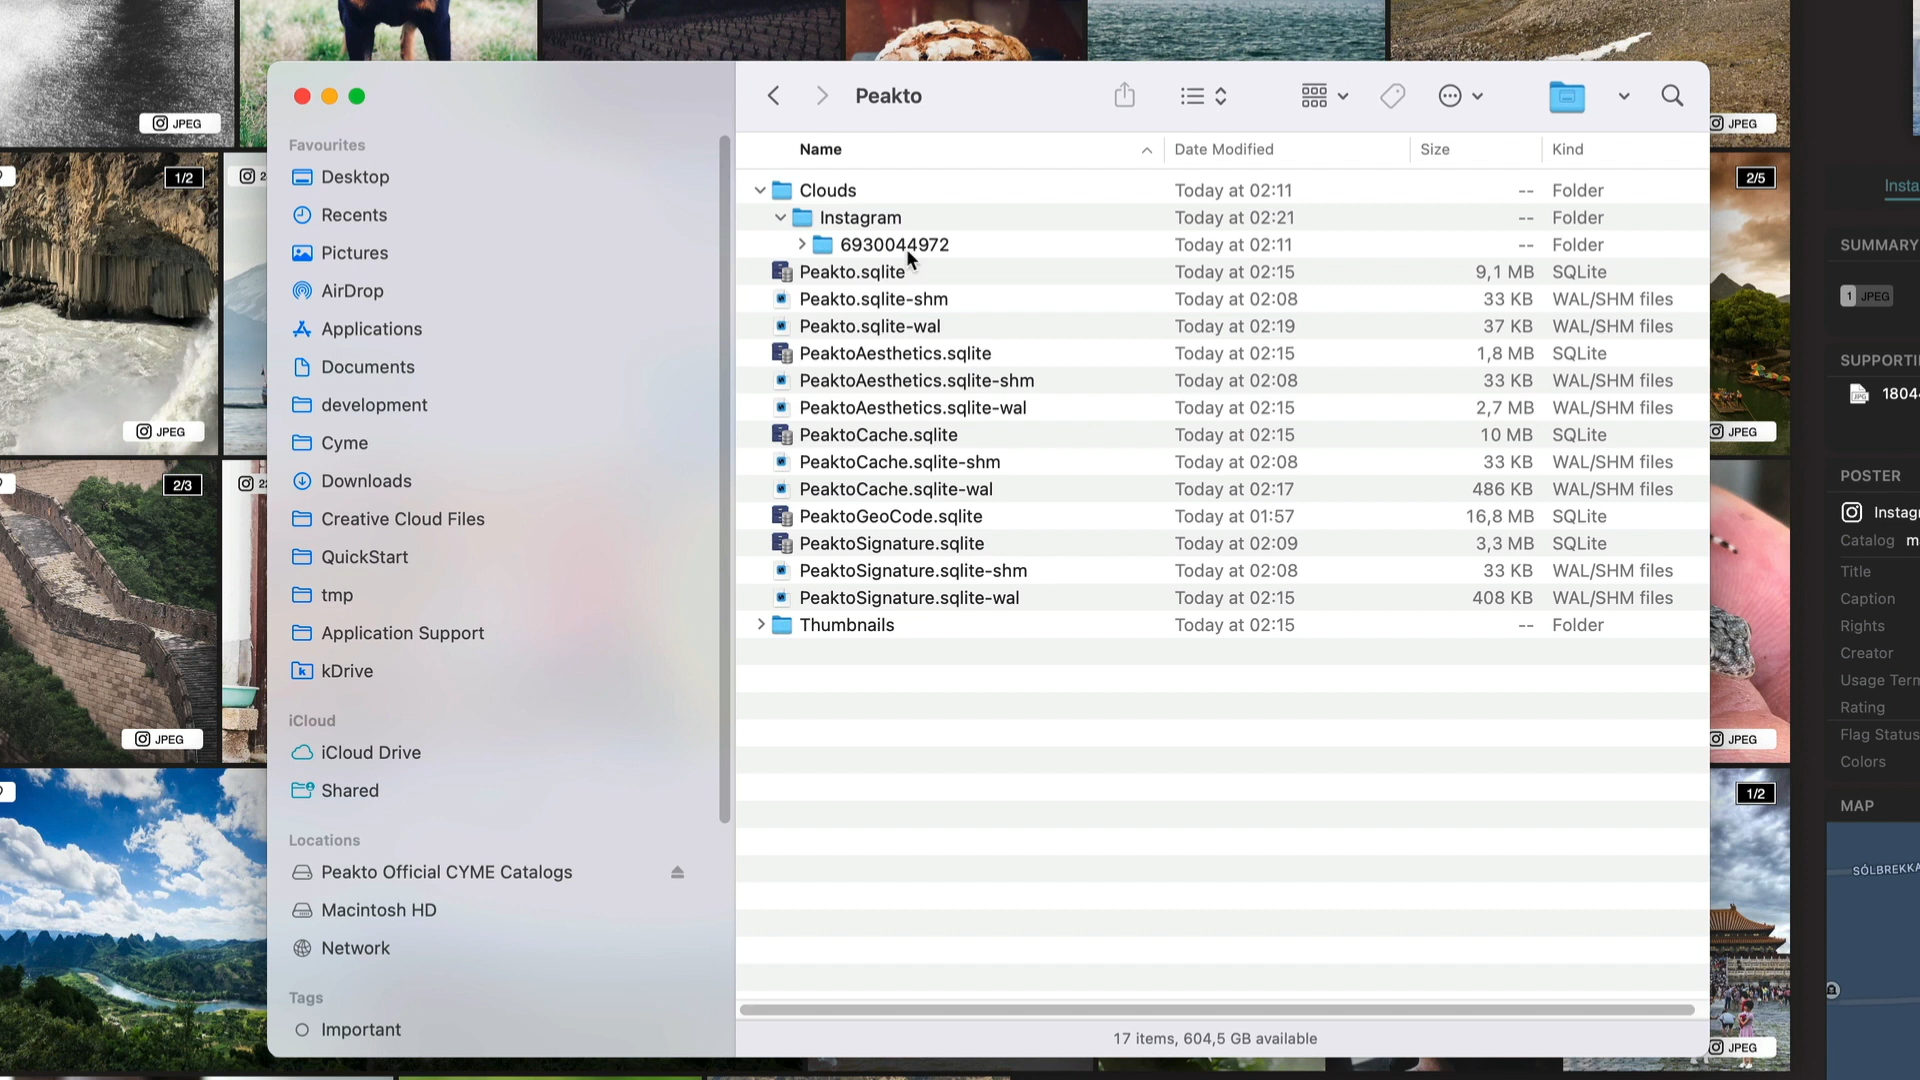 Peakto
Favourites
Desktop
Recents
Pictures
AirDrop
Applications
Documents
development
Cyme
Downloads
Creative Cloud Files
QuickStart
tmp
Application Support
kDrive
iCloud
iCloud Drive
Shared
Locations
Peakto Official CYME Catalogs
Macintosh HD
Network
Tags
Important
Name Date Modified Size Kind
Clouds Today at 02:11 -- Folder
Instagram Today at 02:21 -- Folder
6930044972 Today at 02:11 -- Folder
Peakto.sqlite Today at 02:15 9,1 MB SQLite
Peakto.sqlite-shm Today at 02:08 33 KB WAL/SHM files
Peakto.sqlite-wal Today at 02:19 37 KB WAL/SHM files
PeaktoAesthetics.sqlite Today at 02:15 1,8 MB SQLite
PeaktoAesthetics.sqlite-shm Today at 02:08 33 KB WAL/SHM files
PeaktoAesthetics.sqlite-wal Today at 02:15 2,7 MB WAL/SHM files
PeaktoCache.sqlite Today at 02:15 10 MB SQLite
PeaktoCache.sqlite-shm Today at 02:08 33 KB WAL/SHM files
PeaktoCache.sqlite-wal Today at 02:17 486 KB WAL/SHM files
PeaktoGeoCode.sqlite Today at 01:57 16,8 MB SQLite
PeaktoSignature.sqlite Today at 02:09 3,3 MB SQLite
PeaktoSignature.sqlite-shm Today at 02:08 33 KB WAL/SHM files
PeaktoSignature.sqlite-wal Today at 02:15 408 KB WAL/SHM files
Thumbnails Today at 02:15 -- Folder
17 items, 604,5 GB available
JPEG
1/2
2
JPEG
2/3
22
JPEG
JPEG
2/5
JPEG
JPEG
1/2
JPEG
Insta
SUMMARY
1 JPEG
SUPPORTI
JPG 1804
POSTER
Instagr
Catalog m
Title
Caption
Rights
Creator
Usage Term
Rating
Flag Status
Colors
MAP
SÓLBREKKA